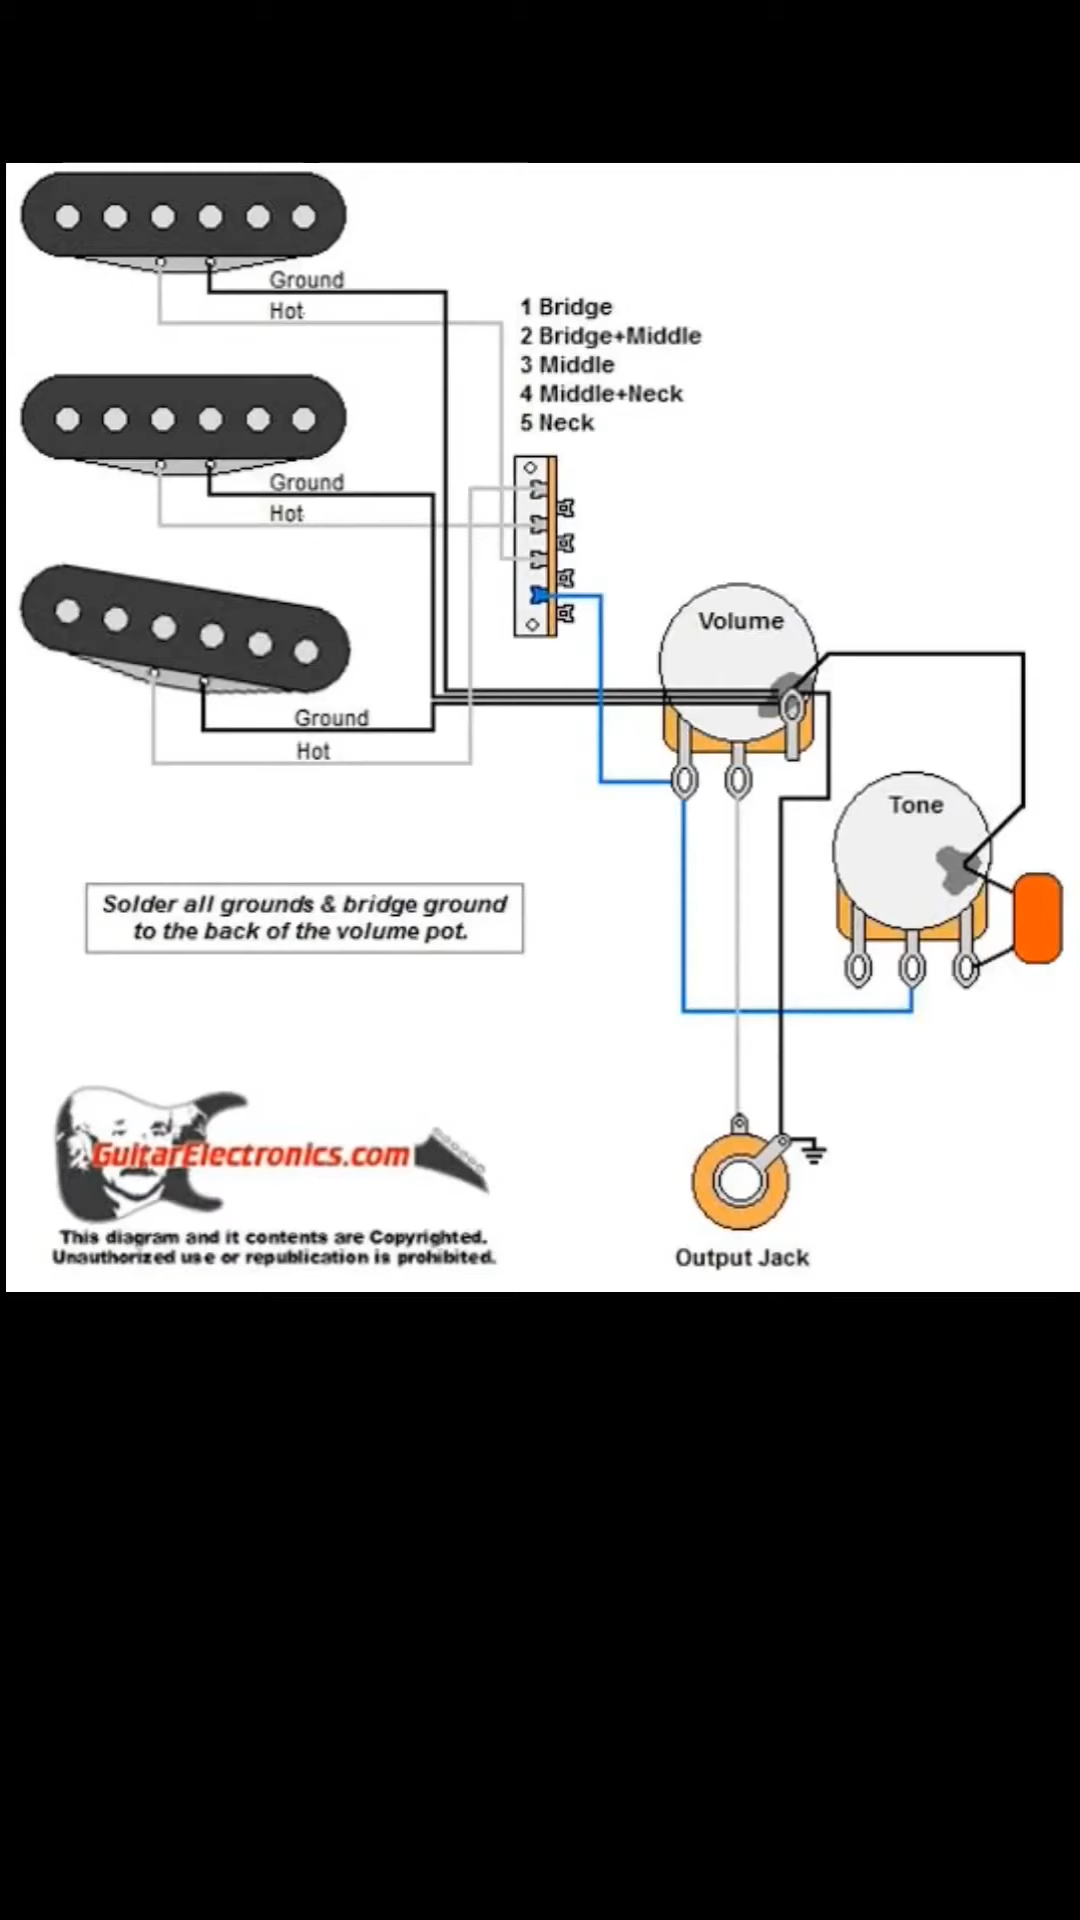 Ground
Hot
1 Bridge
2 Bridge+Middle
3 Middle
4 Middle+Neck
5 Neck
Ground
Hot
Volume
Ground
Hot
Tone
Solder all grounds & bridge ground
to the back of the volume pot.
GuitarElectronics.com
This diagram and it contents are Copyrighted.
Unauthorized use or republication is prohibited.
Output Jack